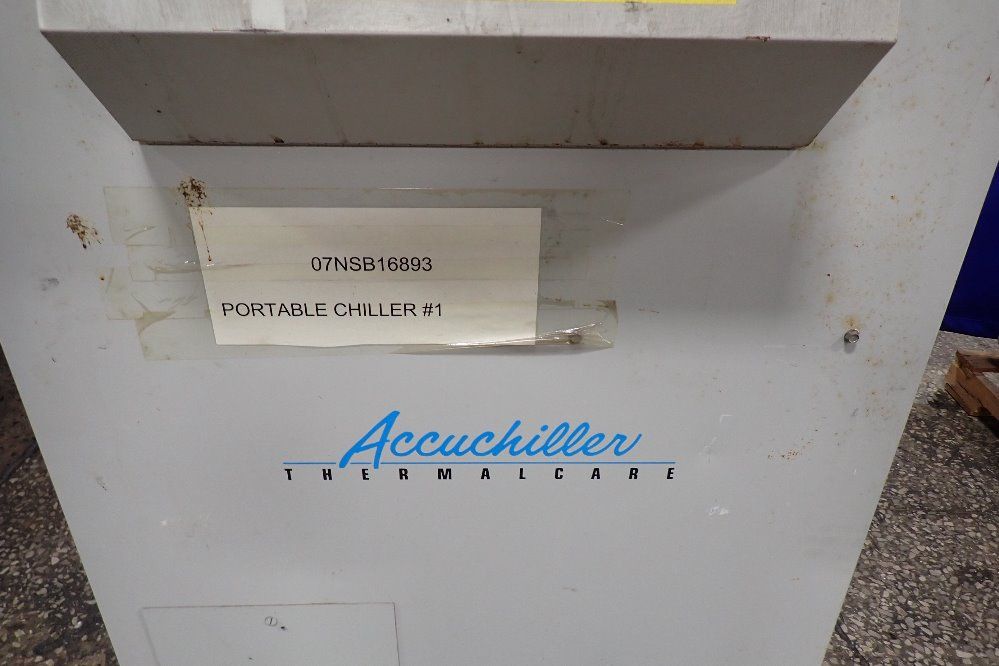 07NSB16893
PORTABLE CHILLER #1
Accuchiller
THERMALCARE